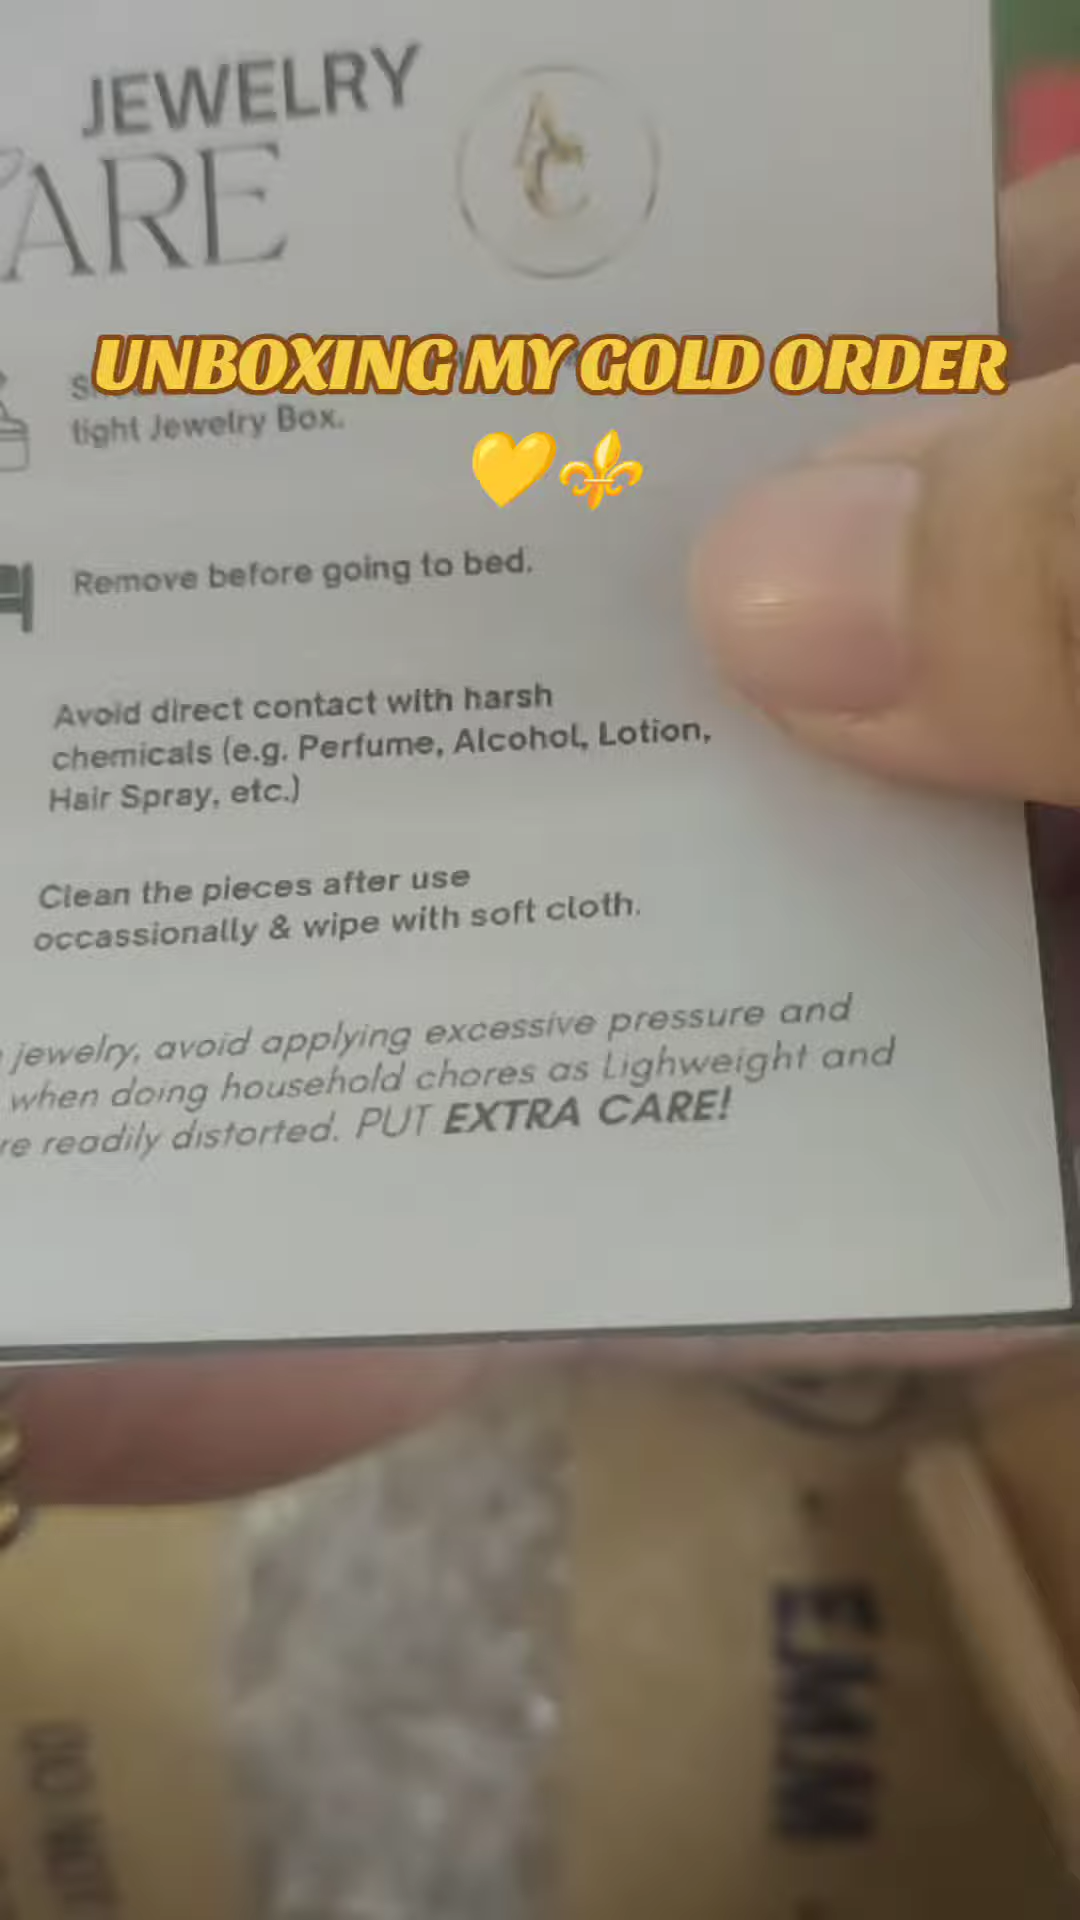 JEWELRY
ARE
AC
UNBOXING MY GOLD ORDER
tight Jewelry Box.
Remove before going to bed.
Avoid direct contact with harsh
chemicals (e.g. Perfume, Alcohol, Lotion,
Hair Spray, etc.)
Clean the pieces after use
occassionally & wipe with soft cloth.
jewelry, avoid applying excessive pressure and
when doing household chores as Lighweight and
re readily distorted. PUT EXTRA CARE!